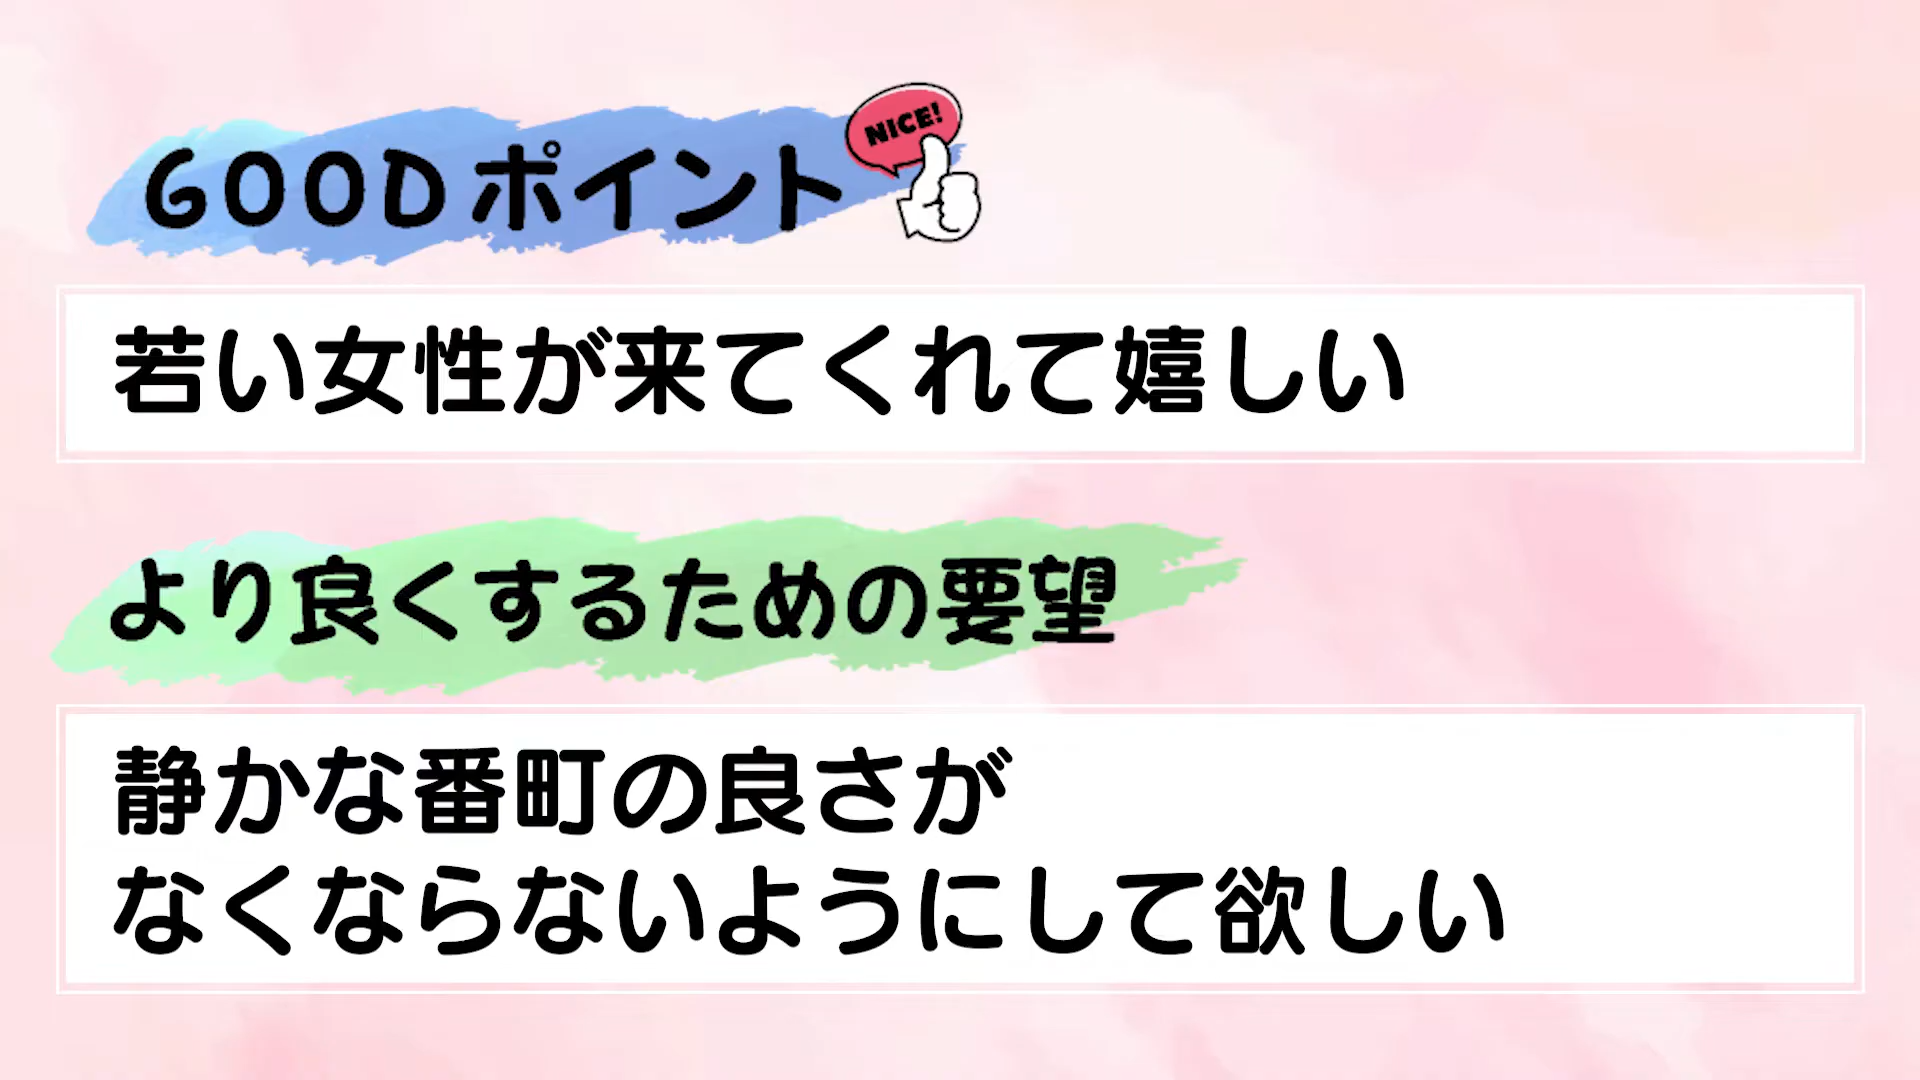 GOODポイント
NICE!
若い女性が来てくれて嬉しい
より良くするための要望
静かな番町の良さが
なくならないようにして欲しい